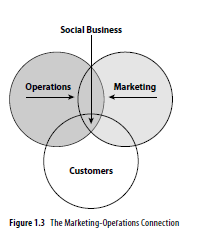 Social Business
Operations
Marketing
Customers
Figure 1.3 The Marketing-Operations Connection